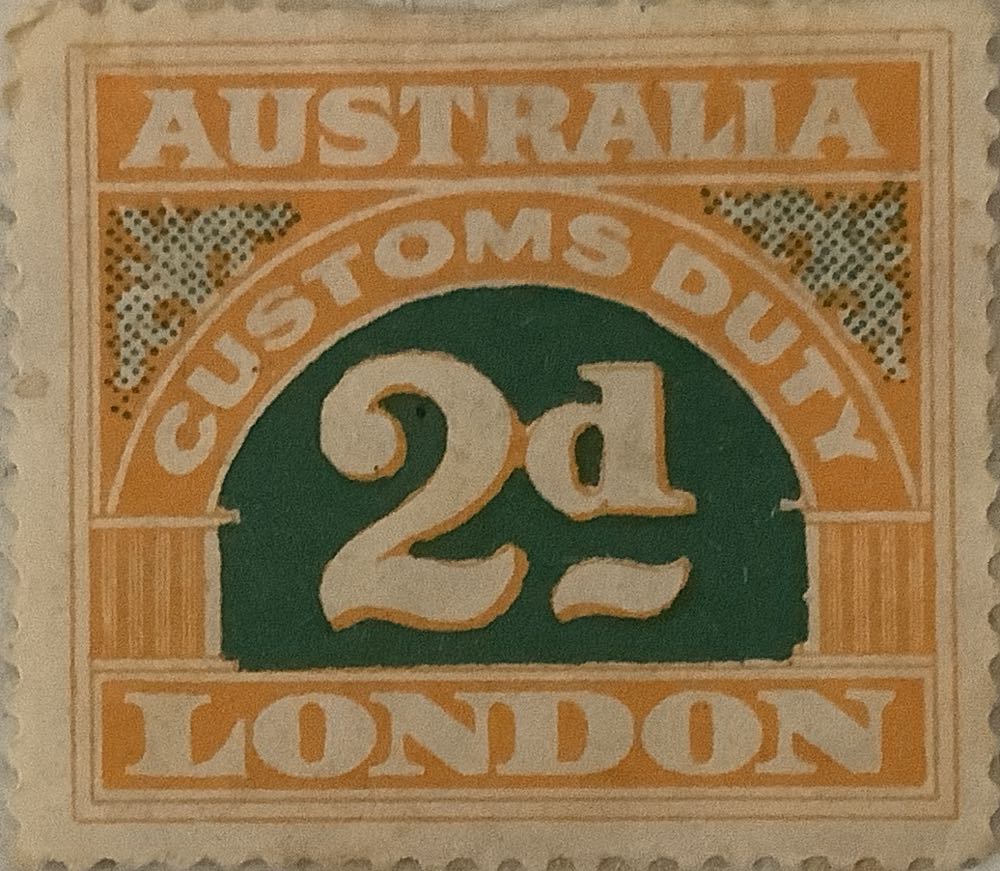 AUSTRALIA
CUSTOMS DUTY
2d
LONDON